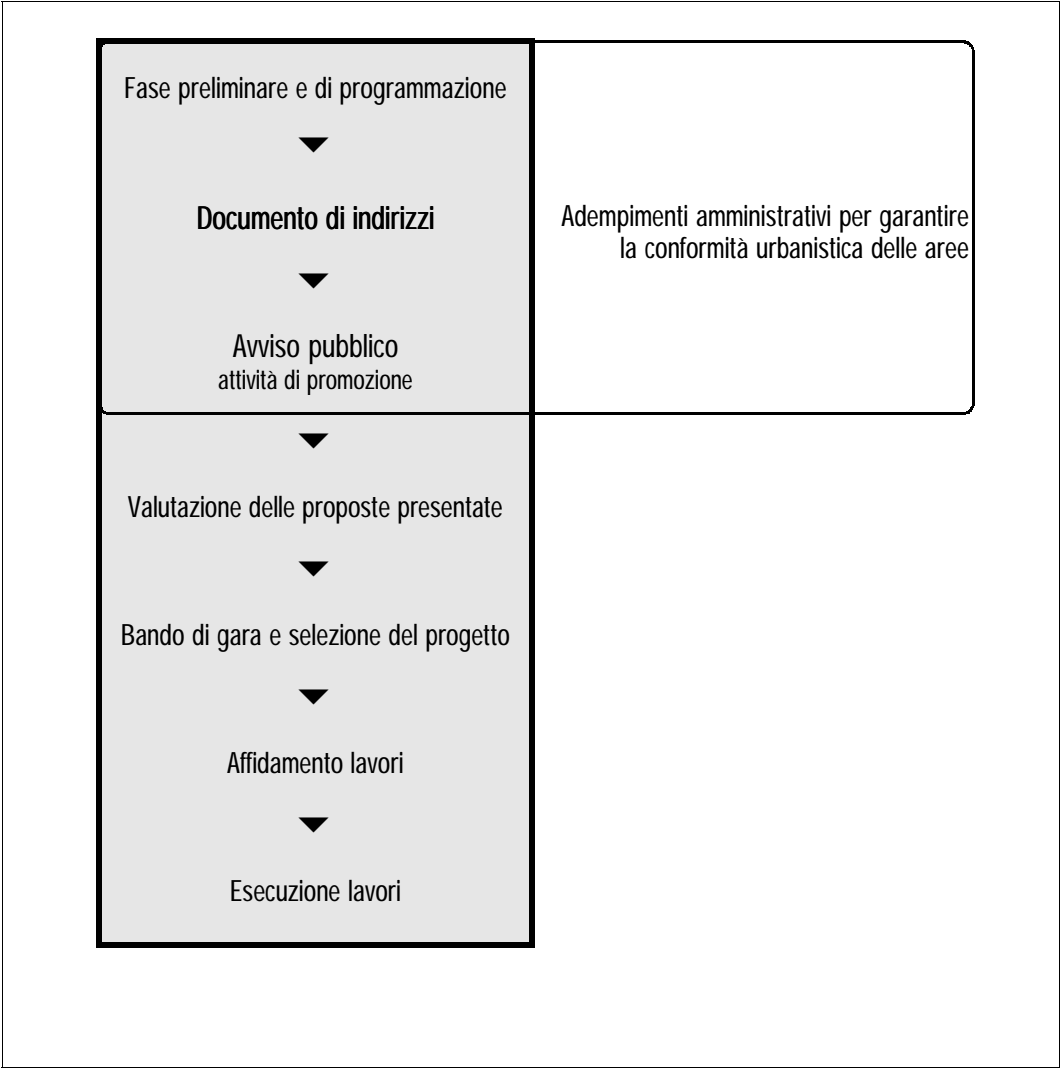 Fase preliminare e di programmazione
Documento di indirizzi
Adempimenti amministrativi per garantire
la conformità urbanistica delle aree
Avviso pubblico
attività di promozione
Valutazione delle proposte presentate
Bando di gara e selezione del progetto
Affidamento lavori
Esecuzione lavori